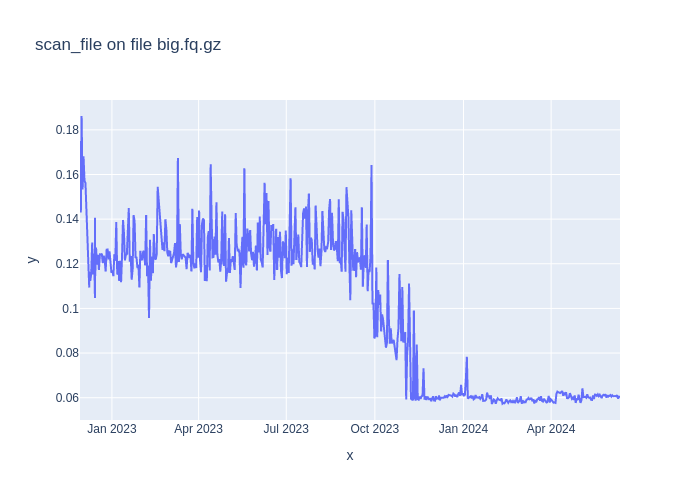 scan_file on file big.fq.gz
0.18
0.16
0.14
0.12
0.1
0.08
0.06
y
Jan 2023
Apr 2023
Jul 2023
Oct 2023
Jan 2024
Apr 2024
x